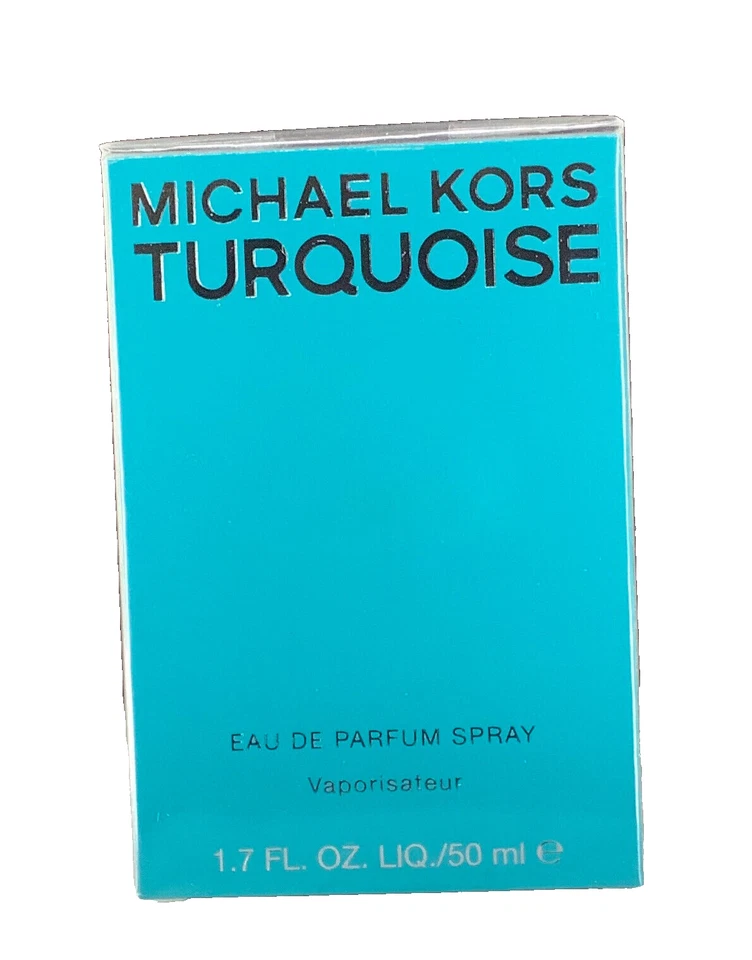 MICHAEL KORS
TURQUOISE
EAU DE PARFUM SPRAY
Vaporisateur
1.7 FL. OZ. LIQ./50 ml ℮